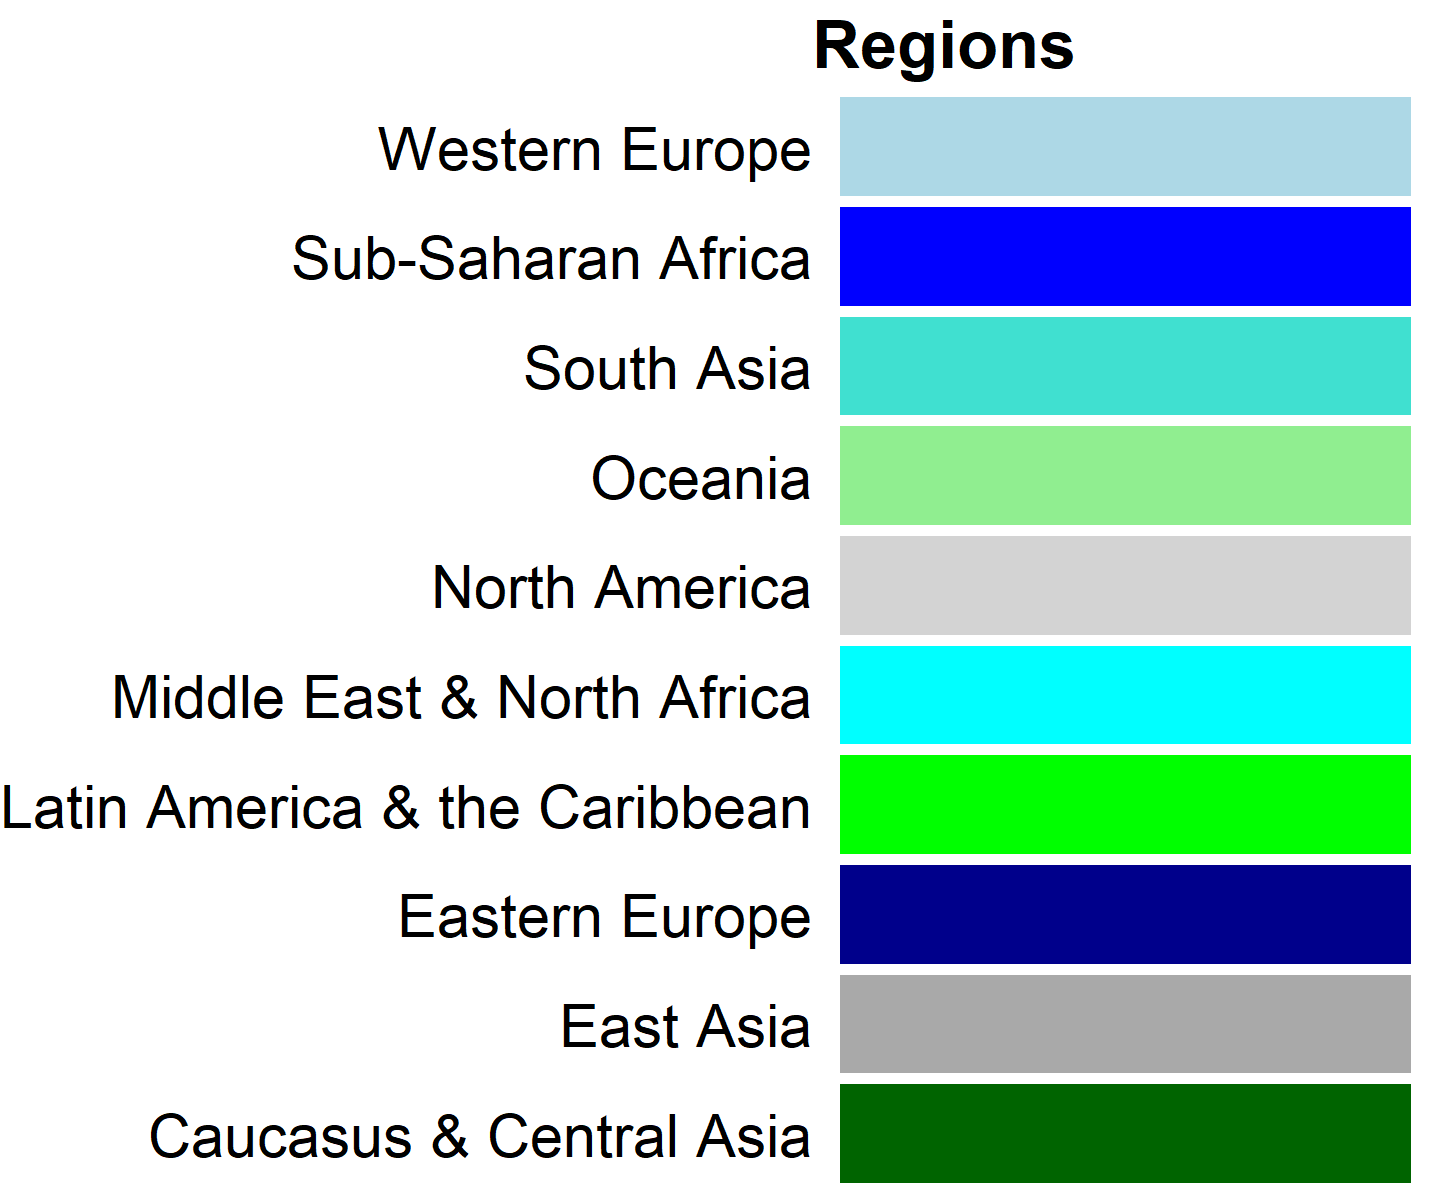 Regions
Western Europe
Sub-Saharan Africa
South Asia
Oceania
North America
Middle East & North Africa
Latin America & the Caribbean
Eastern Europe
East Asia
Caucasus & Central Asia